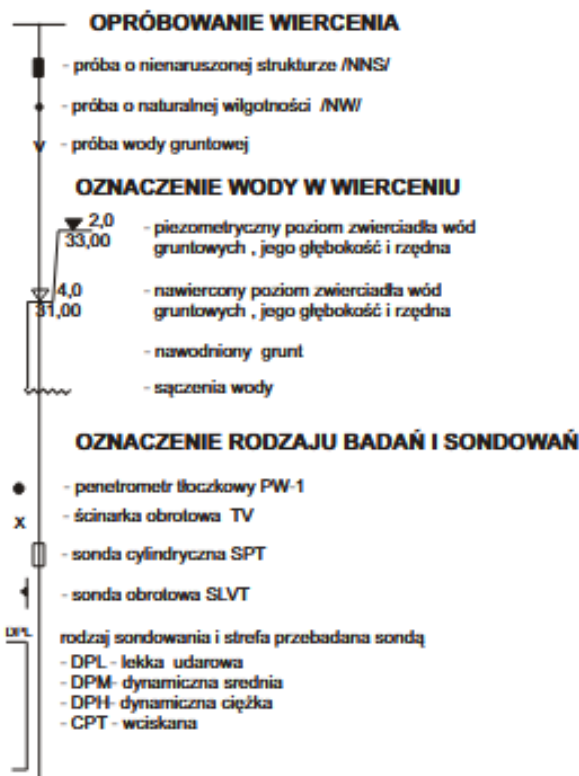 OPRÓBOWANIE WIERCENIA
- próba o nienaruszonej strukturze /NNS/
- próba o naturalnej wilgotności /NW/
v - próba wody gruntowej
OZNACZENIE WODY W WIERCENIU
2,0 - piezometryczny poziom zwierciadła wód
33,00 gruntowych , jego głębokość i rzędna
4,0 - nawiercony poziom zwierciadła wód
31,00 gruntowych , jego głębokość i rzędna
- nawodniony grunt
- sączenia wody
OZNACZENIE RODZAJU BADAŃ I SONDOWAŃ
- penetrometr tłoczkowy PW-1
x - ścinarka obrotowa TV
- sonda cylindryczna SPT
- sonda obrotowa SLVT
DPL rodzaj sondowania i strefa przebadana sondą
- DPL - lekka udarowa
- DPM- dynamiczna srednia
- DPH- dynamiczna ciężka
- CPT - wciskana